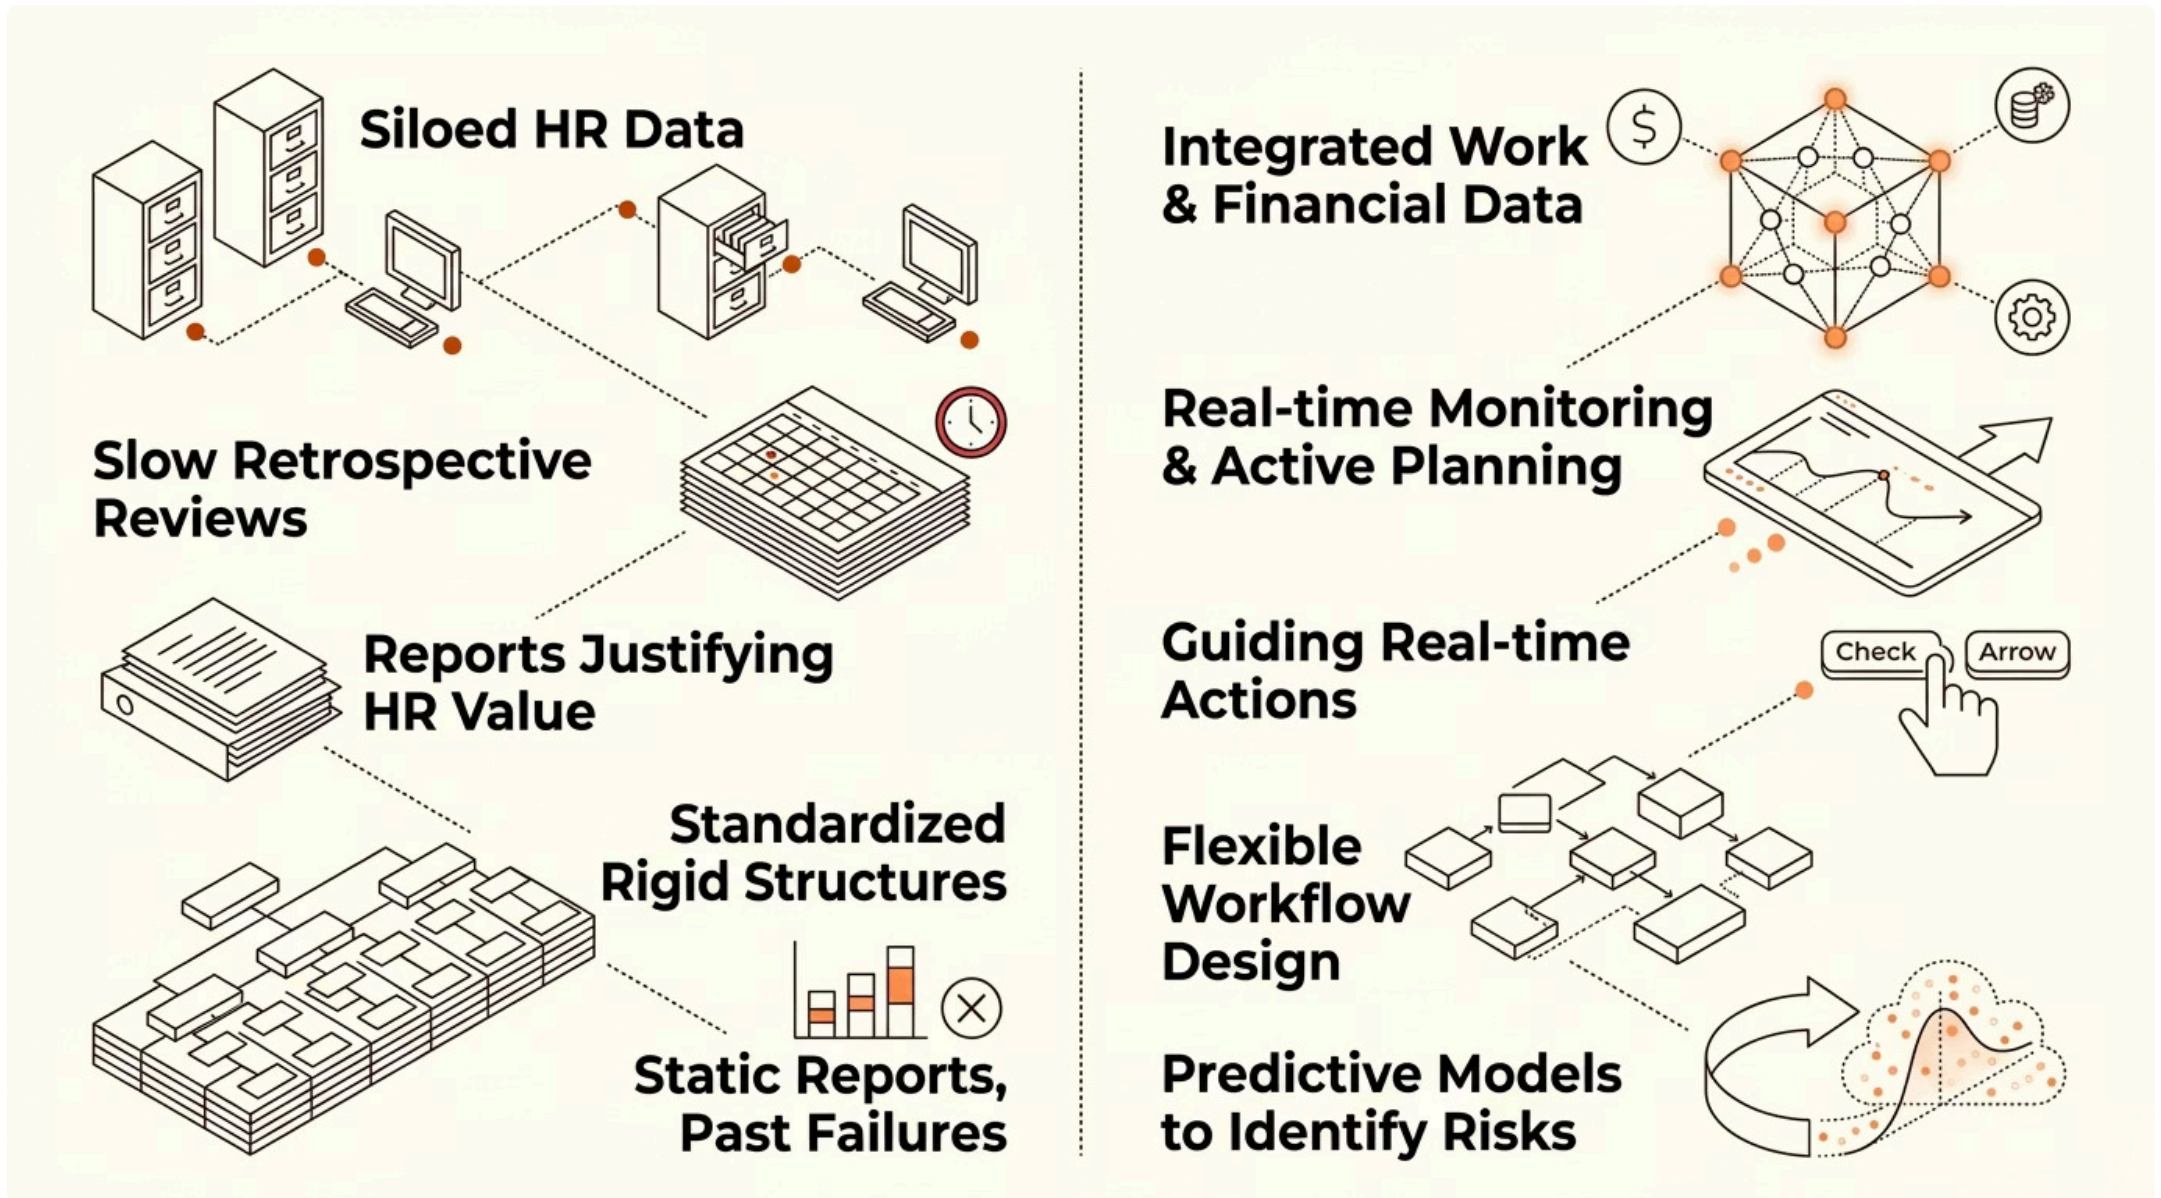 Siloed HR Data
Slow Retrospective
Reviews
Reports Justifying
HR Value
Standardized
Rigid Structures
Static Reports,
Past Failures
Integrated Work
& Financial Data
$
Real-time Monitoring
& Active Planning
Guiding Real-time
Actions
Check
Arrow
Flexible
Workflow
Design
Predictive Models
to Identify Risks